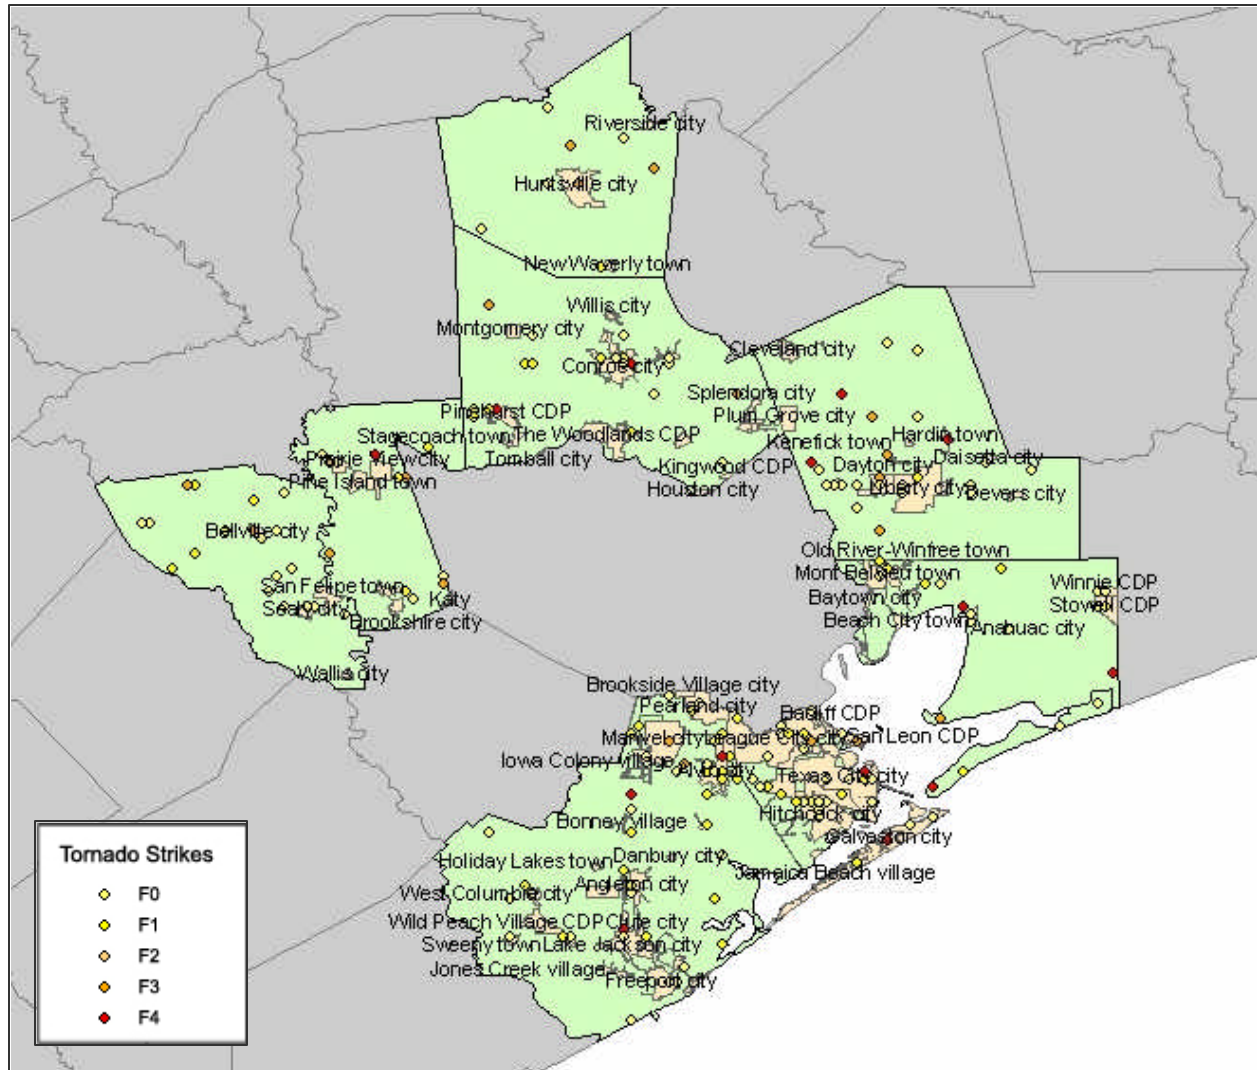 Riverside city
Huntsville city
New Waverly town
Willis city
Montgomery city
Cleveland city
Conroe city
Splendora city
Pinehurst CDP
Plum Grove city
Stagecoach town
The Woodlands CDP
Kenefick town
Hardin town
Prairie View city
Tomball city
Kingwood CDP
Dayton city
Daisetta city
Pine Island town
Houston city
Liberty city
Devers city
Bellville city
Old River-Winfree town
San Felipe town
Mont Belvieu town
Winnie CDP
Sealy city
Katy
Baytown city
Stowell CDP
Brookshire city
Beach City town
Anahuac city
Wallis city
Brookside Village city
Pearland city
Bacliff CDP
Manvel city
League City city
San Leon CDP
Iowa Colony village
Alvin city
Texas City city
Bonney village
Hitchcock city
Galveston city
Holiday Lakes town
Danbury city
Jamaica Beach village
West Columbia city
Angleton city
Wild Peach Village CDP
Clute city
Sweeny town
Lake Jackson city
Jones Creek village
Freeport city
Tornado Strikes
F0
F1
F2
F3
F4